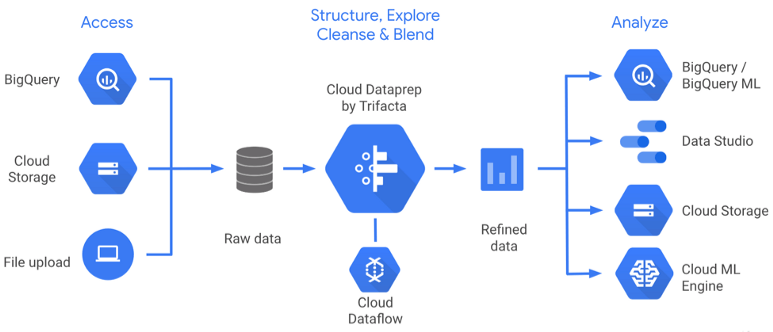 Access
Structure, Explore
Cleanse & Blend
Analyze
BigQuery
Cloud
Storage
File upload
Raw data
Cloud Dataprep
by Trifacta
Cloud
Dataflow
Refined
data
BigQuery /
BigQuery ML
Data Studio
Cloud Storage
Cloud ML
Engine